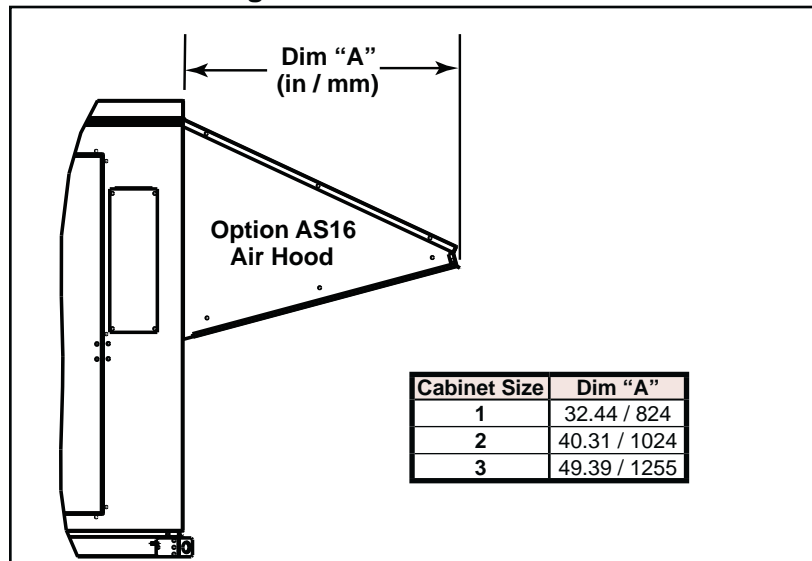 Dim “A”
(in / mm)
Option AS16
Air Hood
Cabinet Size Dim “A”
1 32.44 / 824
2 40.31 / 1024
3 49.39 / 1255